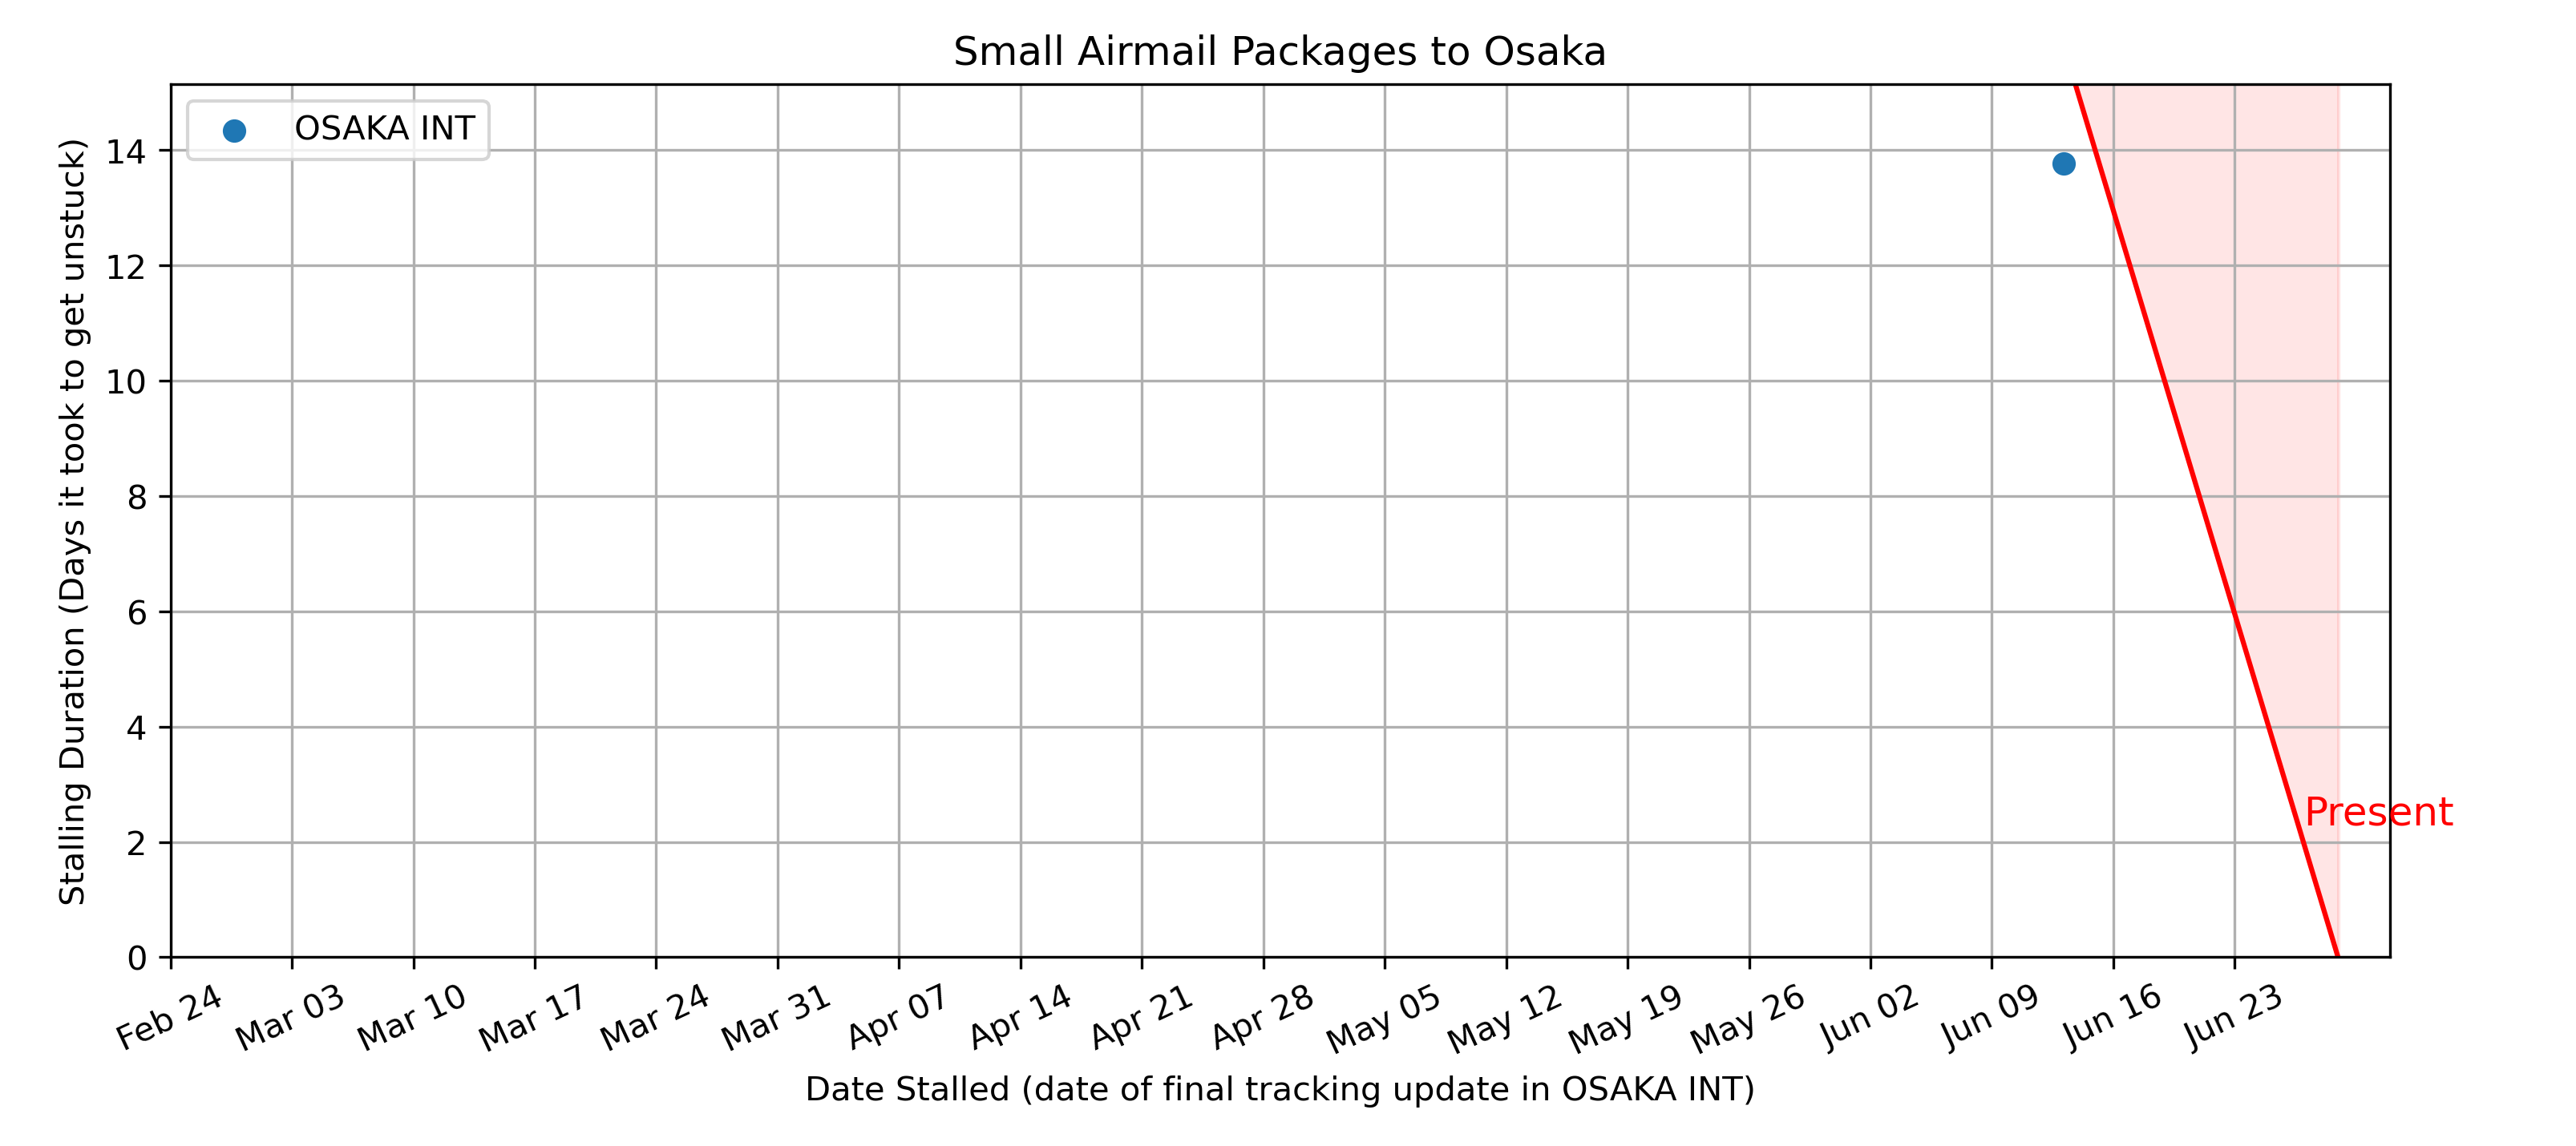 Small Airmail Packages to Osaka
OSAKA INT
Stalling Duration (Days it took to get unstuck)
14
12
10
8
6
4
2
0
Present
Feb 24 Mar 03 Mar 10 Mar 17 Mar 24 Mar 31 Apr 07 Apr 14 Apr 21 Apr 28 May 05 May 12 May 19 May 26 Jun 02 Jun 09 Jun 16 Jun 23
Date Stalled (date of final tracking update in OSAKA INT)